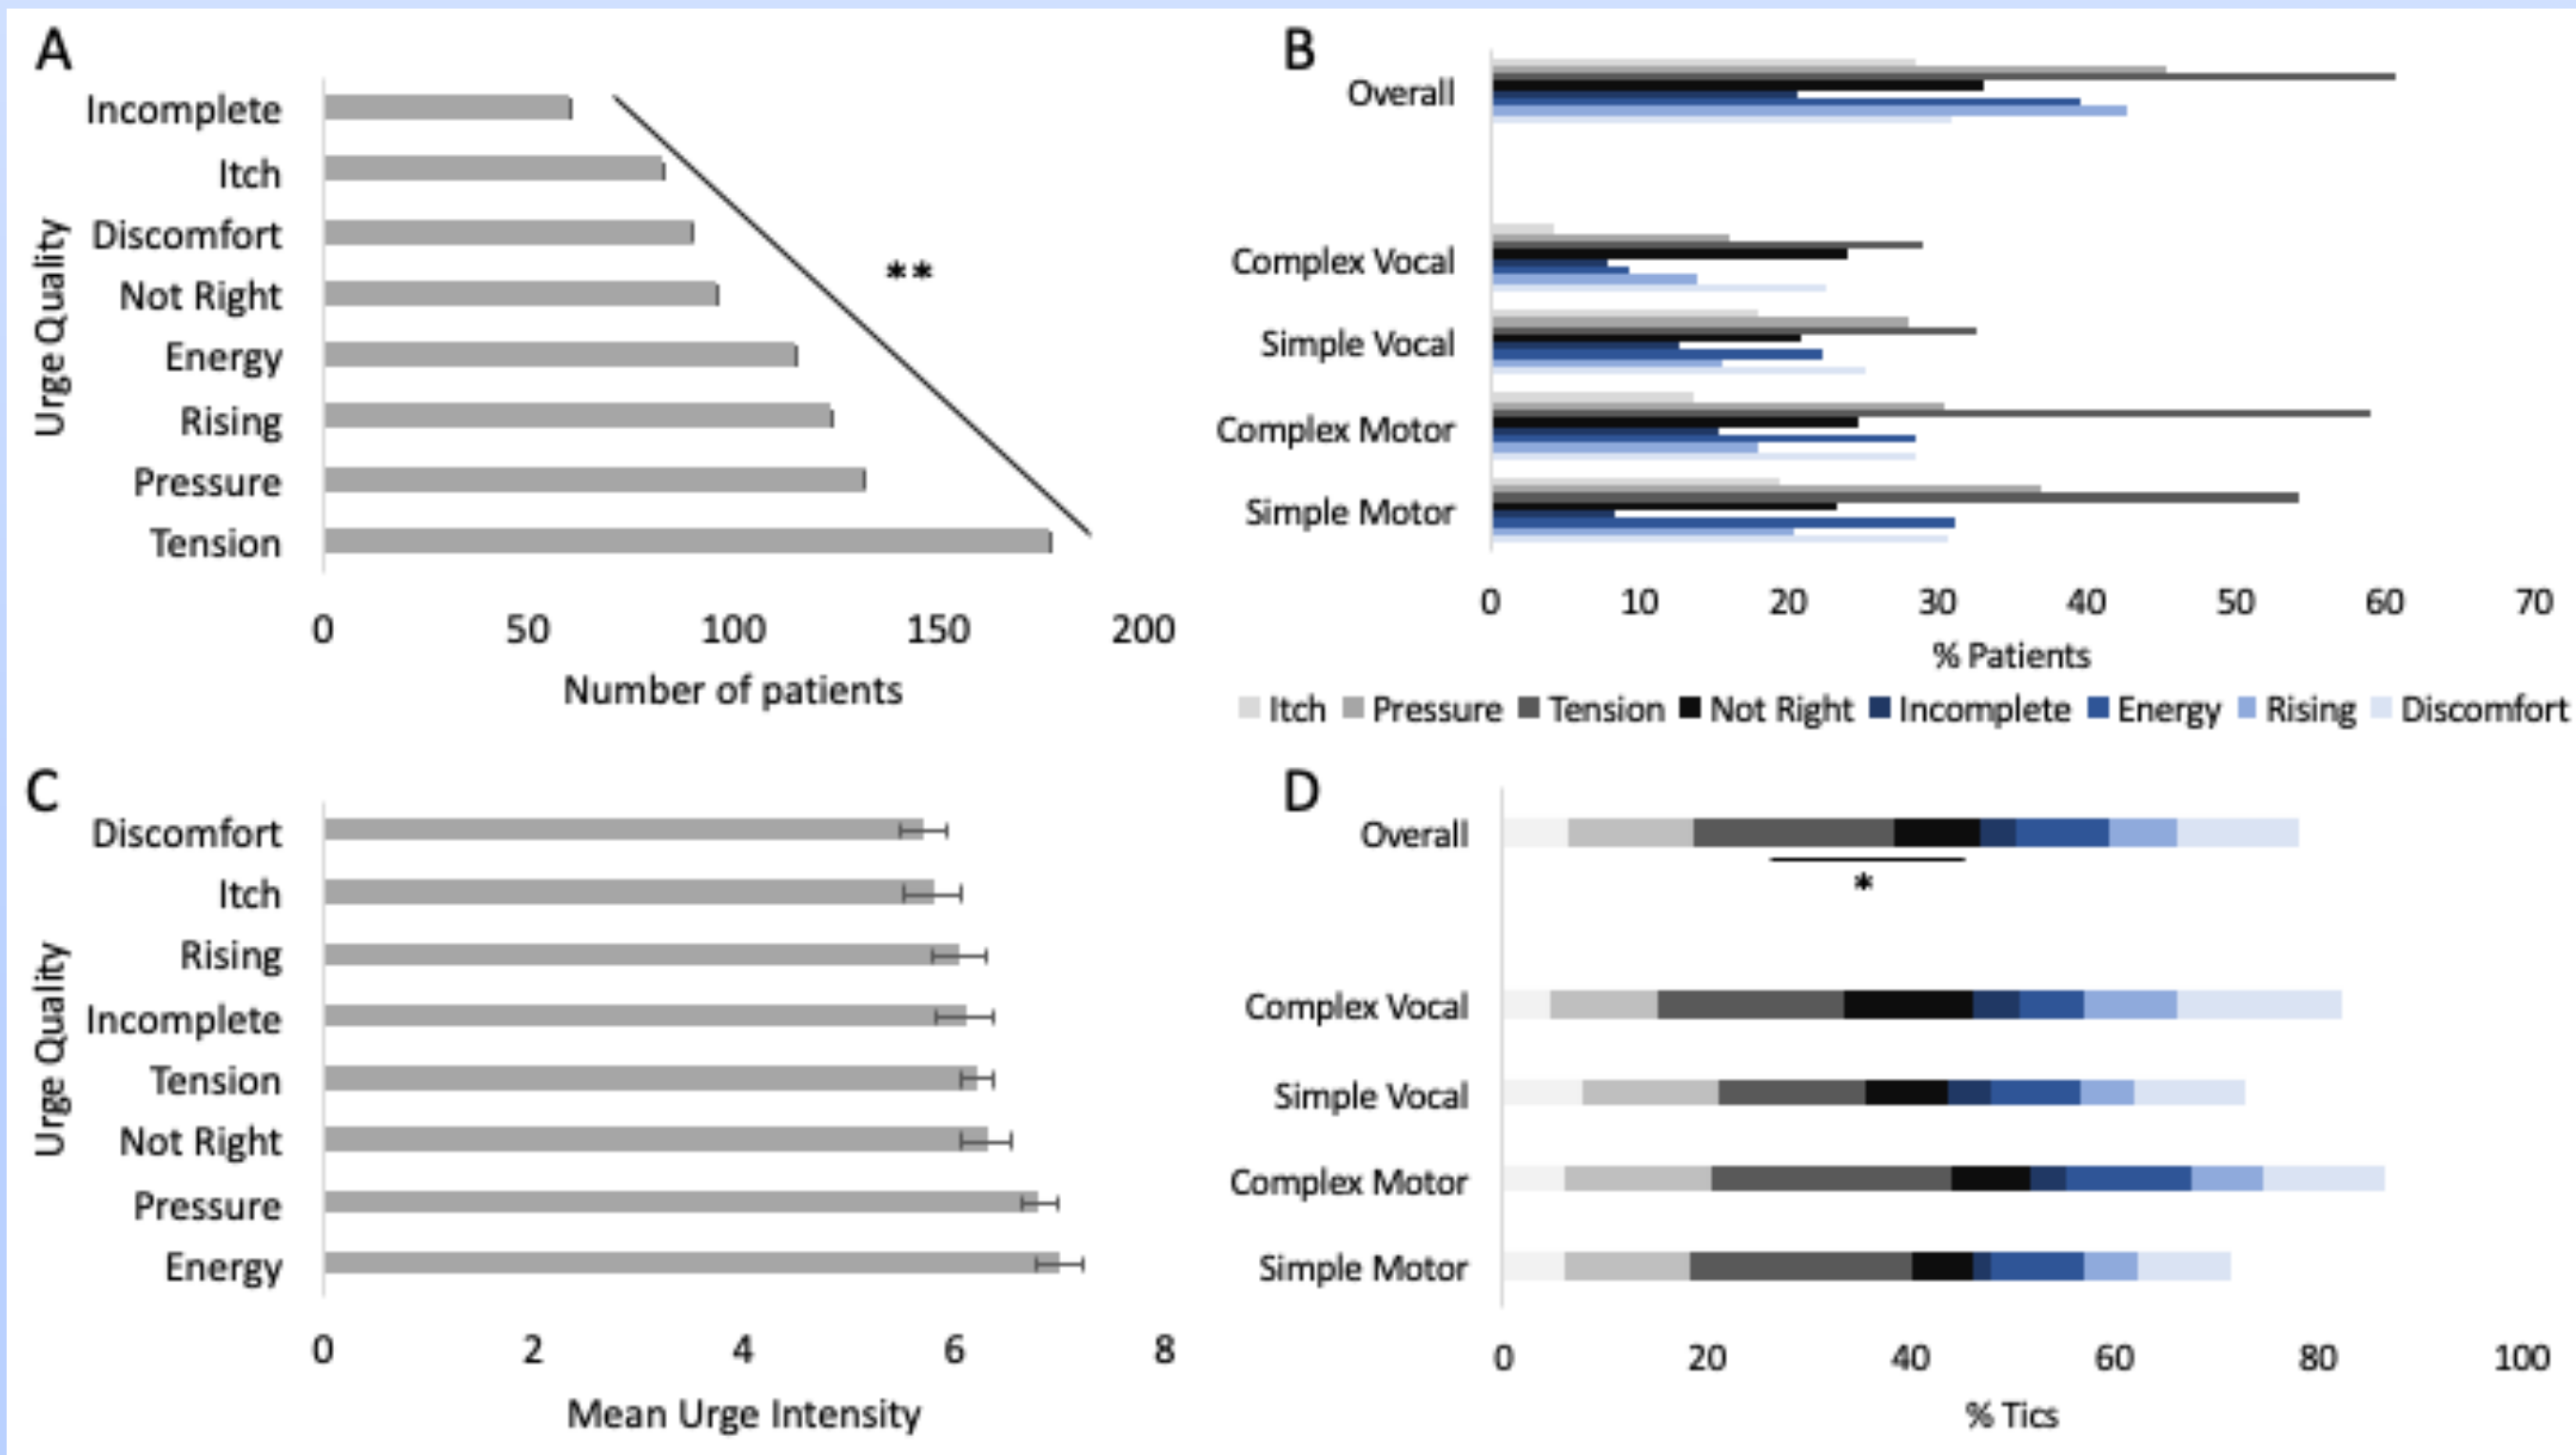 A
Urge Quality
Incomplete
Itch
Discomfort
Not Right
Energy
Rising
Pressure
Tension
**
0 50 100 150 200
Number of patients
B
Overall
Complex Vocal
Simple Vocal
Complex Motor
Simple Motor
0 10 20 30 40 50 60 70
% Patients
Itch Pressure Tension Not Right Incomplete Energy Rising Discomfort
C
Urge Quality
Discomfort
Itch
Rising
Incomplete
Tension
Not Right
Pressure
Energy
0 2 4 6 8
Mean Urge Intensity
D
Overall
*
Complex Vocal
Simple Vocal
Complex Motor
Simple Motor
0 20 40 60 80 100
% Tics